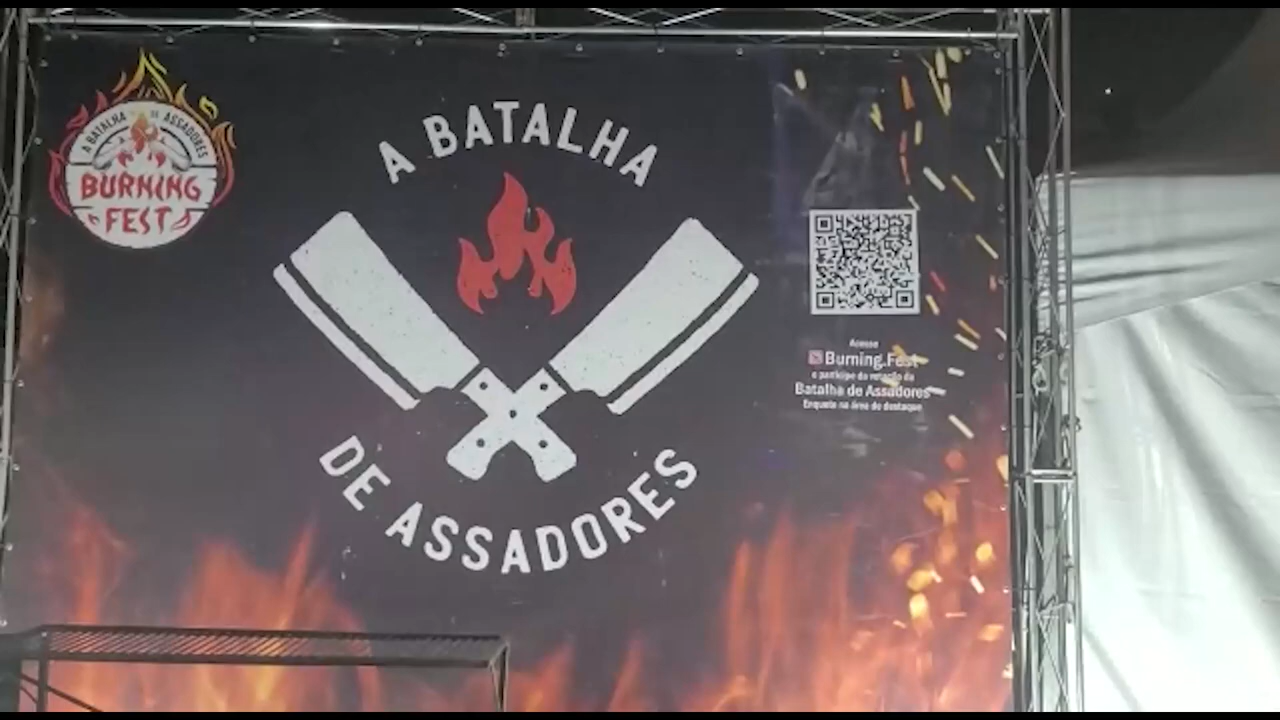 A BATALHA DE ASSADORES
BURNING
FEST
A BATALHA
DE ASSADORES
Acesse
Burning.Fest
e participe da votação da
Batalha de Assadores
Enquete na área de destaque